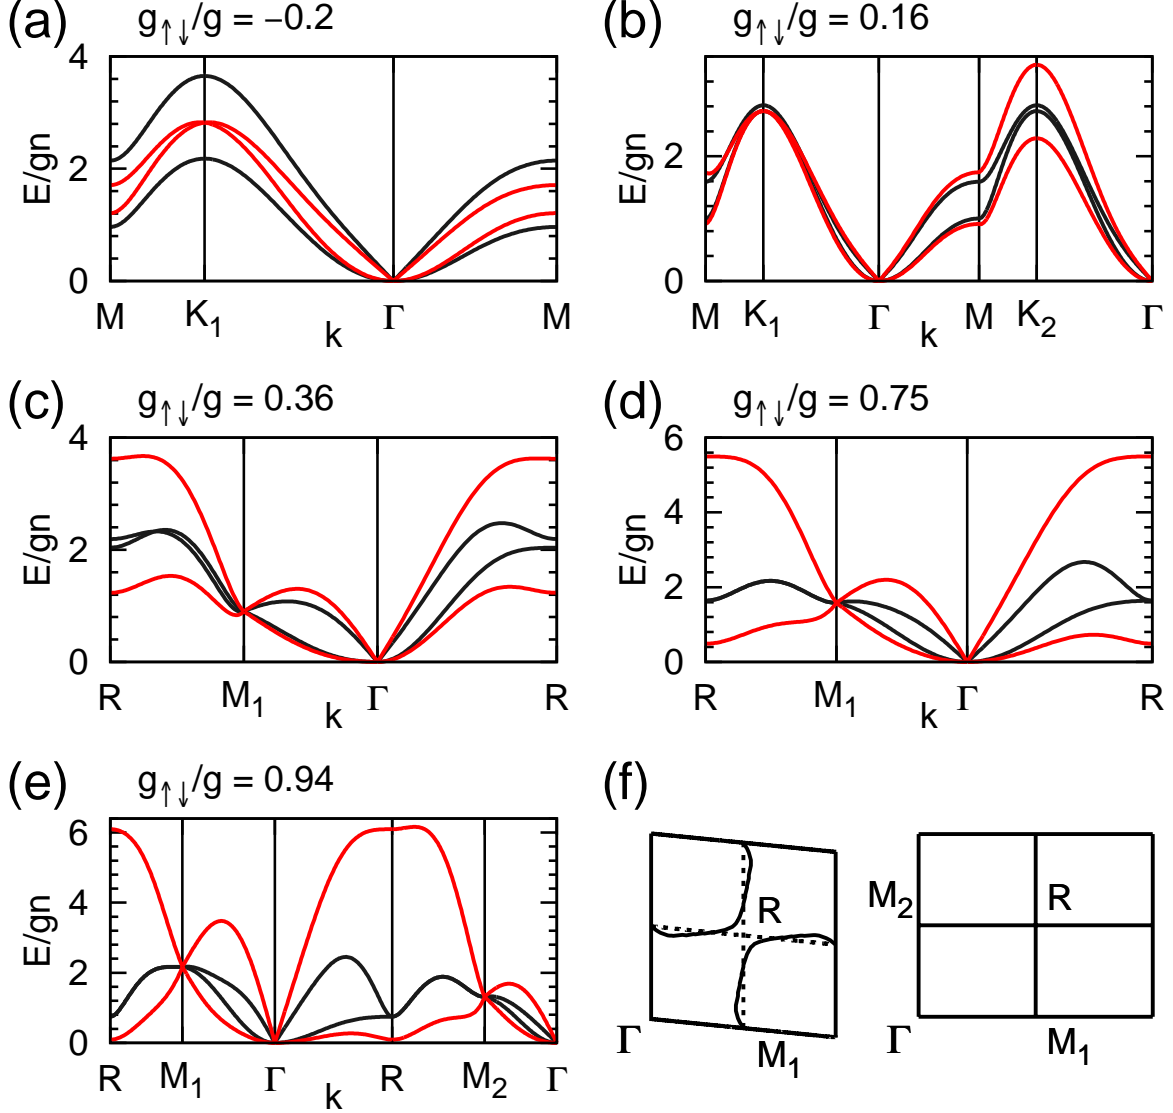 (a) g↑↓/g = −0.2
4
2
0
E/gn
M K1 k Γ M
(b) g↑↓/g = 0.16
2
0
E/gn
M K1 Γ k M K2 Γ
(c) g↑↓/g = 0.36
4
2
0
E/gn
R M1 k Γ R
(d) g↑↓/g = 0.75
6
4
2
0
E/gn
R M1 k Γ R
(e) g↑↓/g = 0.94
6
4
2
0
E/gn
R M1 Γ k R M2 Γ
(f)
R
Γ M1
M2 R
Γ M1